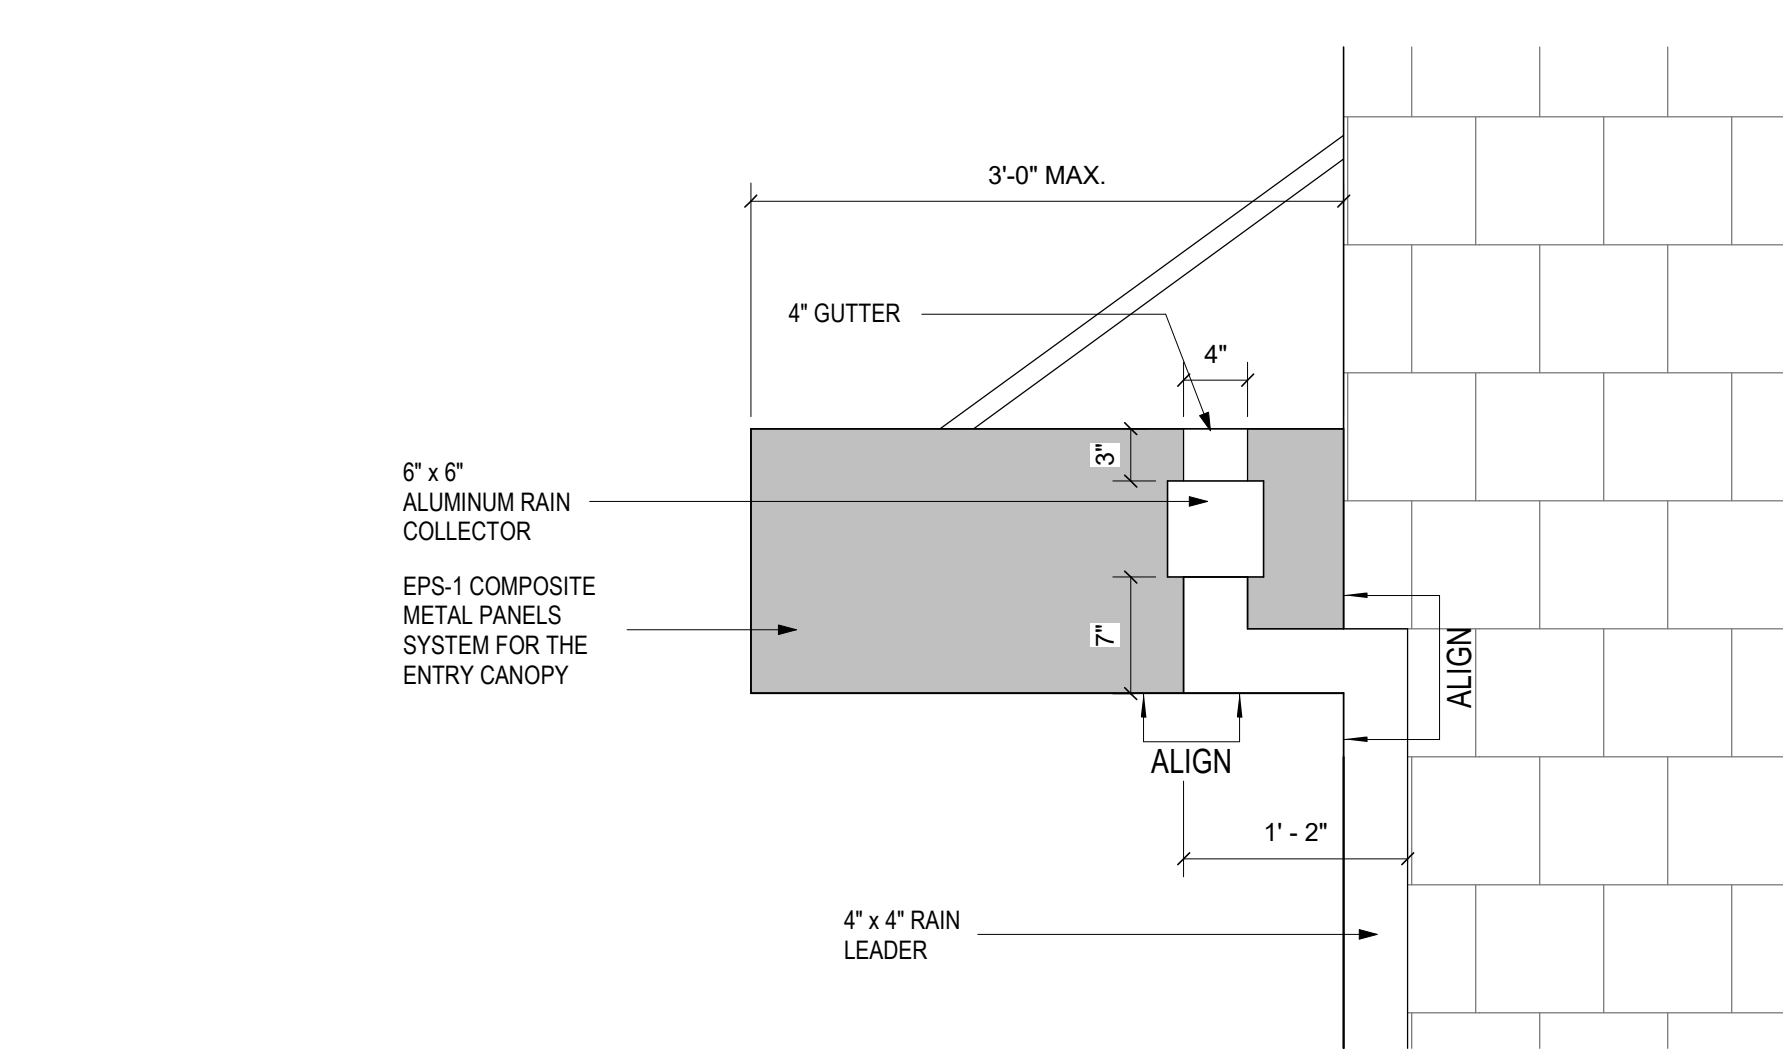 3'-0" MAX.
4" GUTTER
4"
3"
6" x 6"
ALUMINUM RAIN
COLLECTOR
EPS-1 COMPOSITE
METAL PANELS
SYSTEM FOR THE
ENTRY CANOPY
7"
ALIGN
ALIGN
1' - 2"
4" x 4" RAIN
LEADER